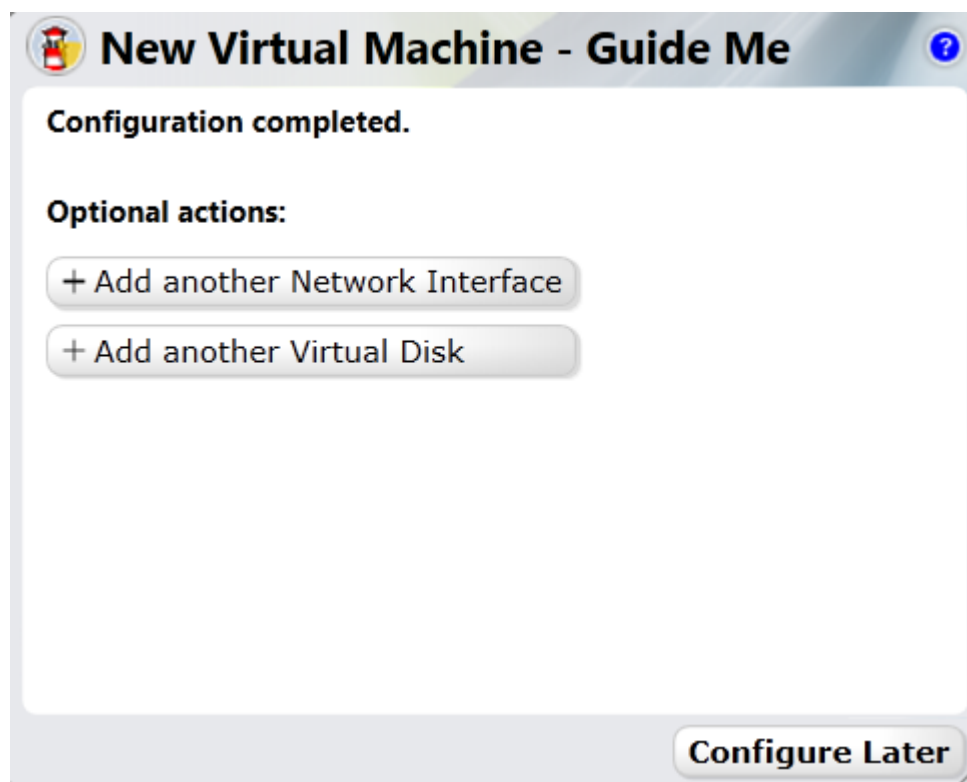 New Virtual Machine - Guide Me ?
Configuration completed.
Optional actions:
+ Add another Network Interface
+ Add another Virtual Disk
Configure Later